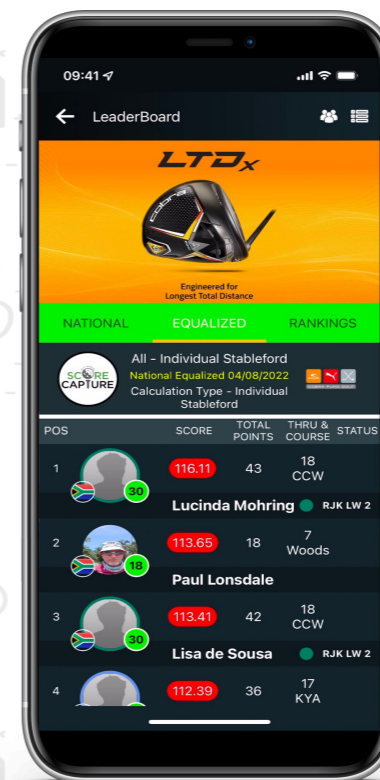 09:41
LeaderBoard
LTDx
cobra
Engineered for
Longest Total Distance
NATIONAL EQUALIZED RANKINGS
SCORE
CAPTURE
All - Individual Stableford
National Equalized 04/08/2022
Calculation Type - Individual
Stableford
POS SCORE TOTAL POINTS THRU & COURSE STATUS
1 116.11 43 18
CCW
30
Lucinda Mohring RJK LW 2
2 113.65 18 7
Woods
18
Paul Lonsdale
3 113.41 42 18
CCW
30
Lisa de Sousa RJK LW 2
4 112.39 36 17
KYA